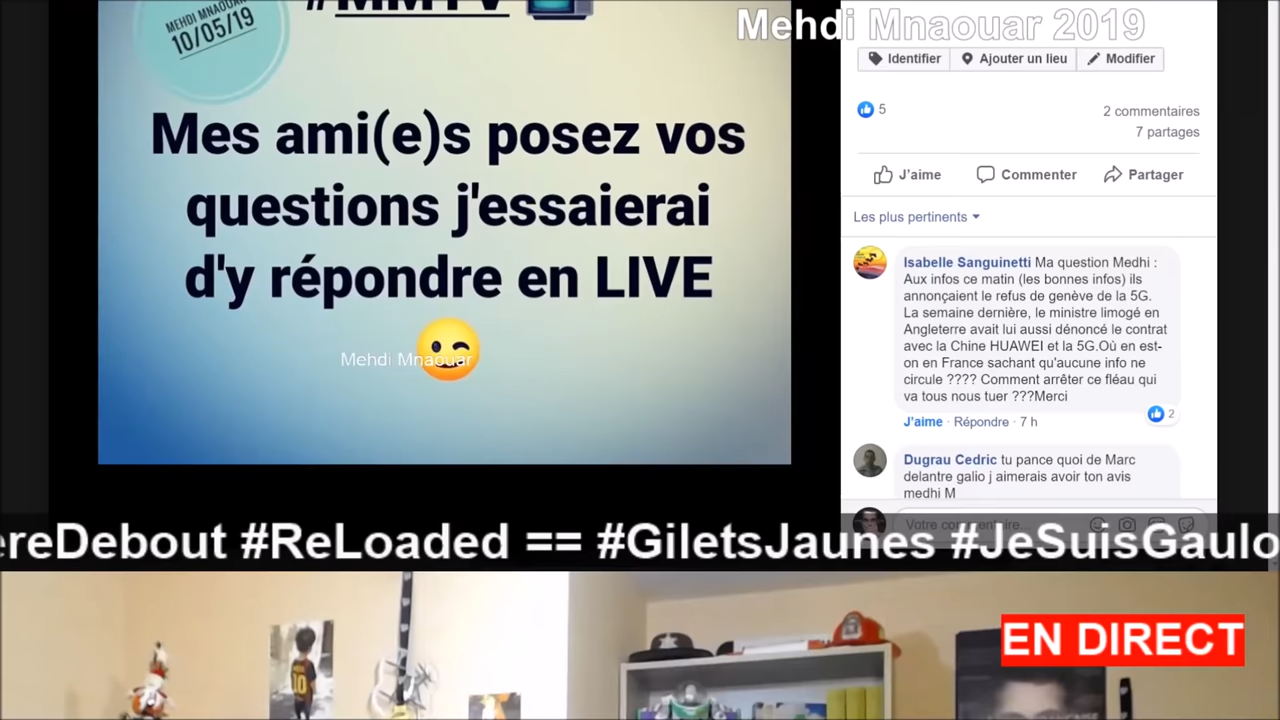 #MMTV
MEHDI MNAOUAR
10/05/19
Mes ami(e)s posez vos
questions j'essaierai
d'y répondre en LIVE
Mehdi Mnaouar
Mehdi Mnaouar 2019
Identifier Ajouter un lieu Modifier
5
2 commentaires
7 partages
J'aime Commenter Partager
Les plus pertinents
Isabelle Sanguinetti Ma question Medhi :
Aux infos ce matin (les bonnes infos) ils
annonçaient le refus de genève de la 5G.
La semaine dernière, le ministre limogé en
Angleterre avait lui aussi dénoncé le contrat
avec la Chine HUAWEI et la 5G.Où en est-
on en France sachant qu'aucune info ne
circule ???? Comment arrêter ce fléau qui
va tous nous tuer ???Merci
2
J'aime · Répondre · 7 h
Dugrau Cedric tu pance quoi de Marc
delantre galio j aimerais avoir ton avis
medhi M
Votre commentaire...
ereDebout #ReLoaded == #GiletsJaunes #JeSuisGaulo
EN DIRECT
10